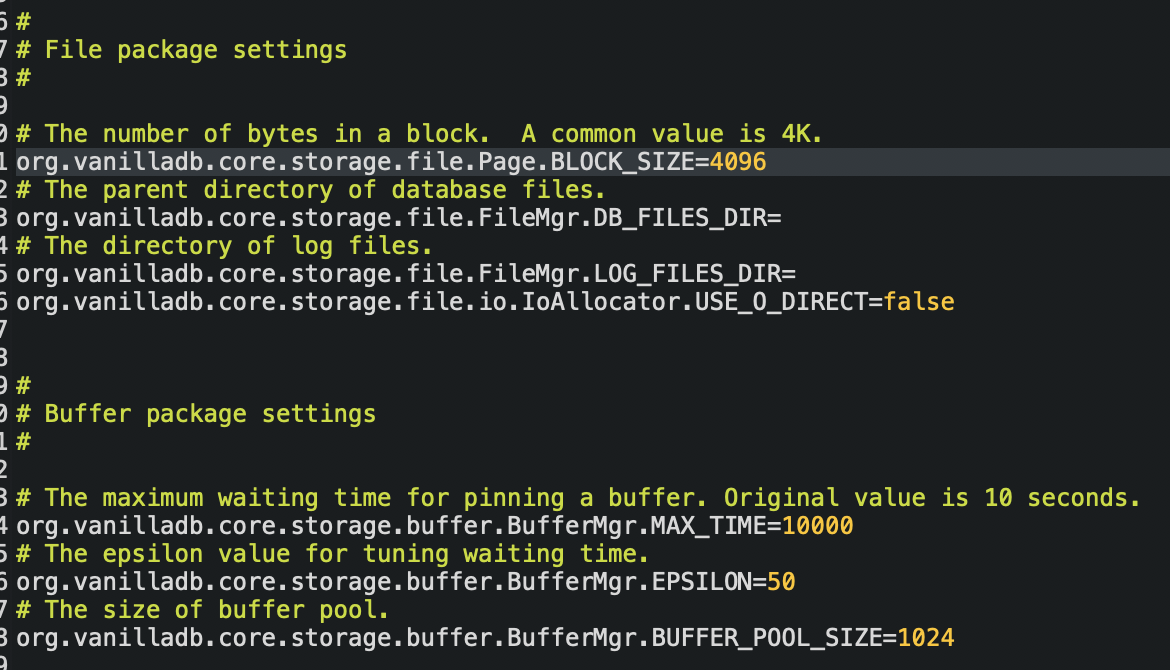 6 #
7 # File package settings
8 #
9
0 # The number of bytes in a block.  A common value is 4K.
1 org.vanilladb.core.storage.file.Page.BLOCK_SIZE=4096
2 # The parent directory of database files.
3 org.vanilladb.core.storage.file.FileMgr.DB_FILES_DIR=
4 # The directory of log files.
5 org.vanilladb.core.storage.file.FileMgr.LOG_FILES_DIR=
6 org.vanilladb.core.storage.file.io.IoAllocator.USE_O_DIRECT=false
7
8
9 #
0 # Buffer package settings
1 #
2
3 # The maximum waiting time for pinning a buffer. Original value is 10 seconds.
4 org.vanilladb.core.storage.buffer.BufferMgr.MAX_TIME=10000
5 # The epsilon value for tuning waiting time.
6 org.vanilladb.core.storage.buffer.BufferMgr.EPSILON=50
7 # The size of buffer pool.
8 org.vanilladb.core.storage.buffer.BufferMgr.BUFFER_POOL_SIZE=1024
9